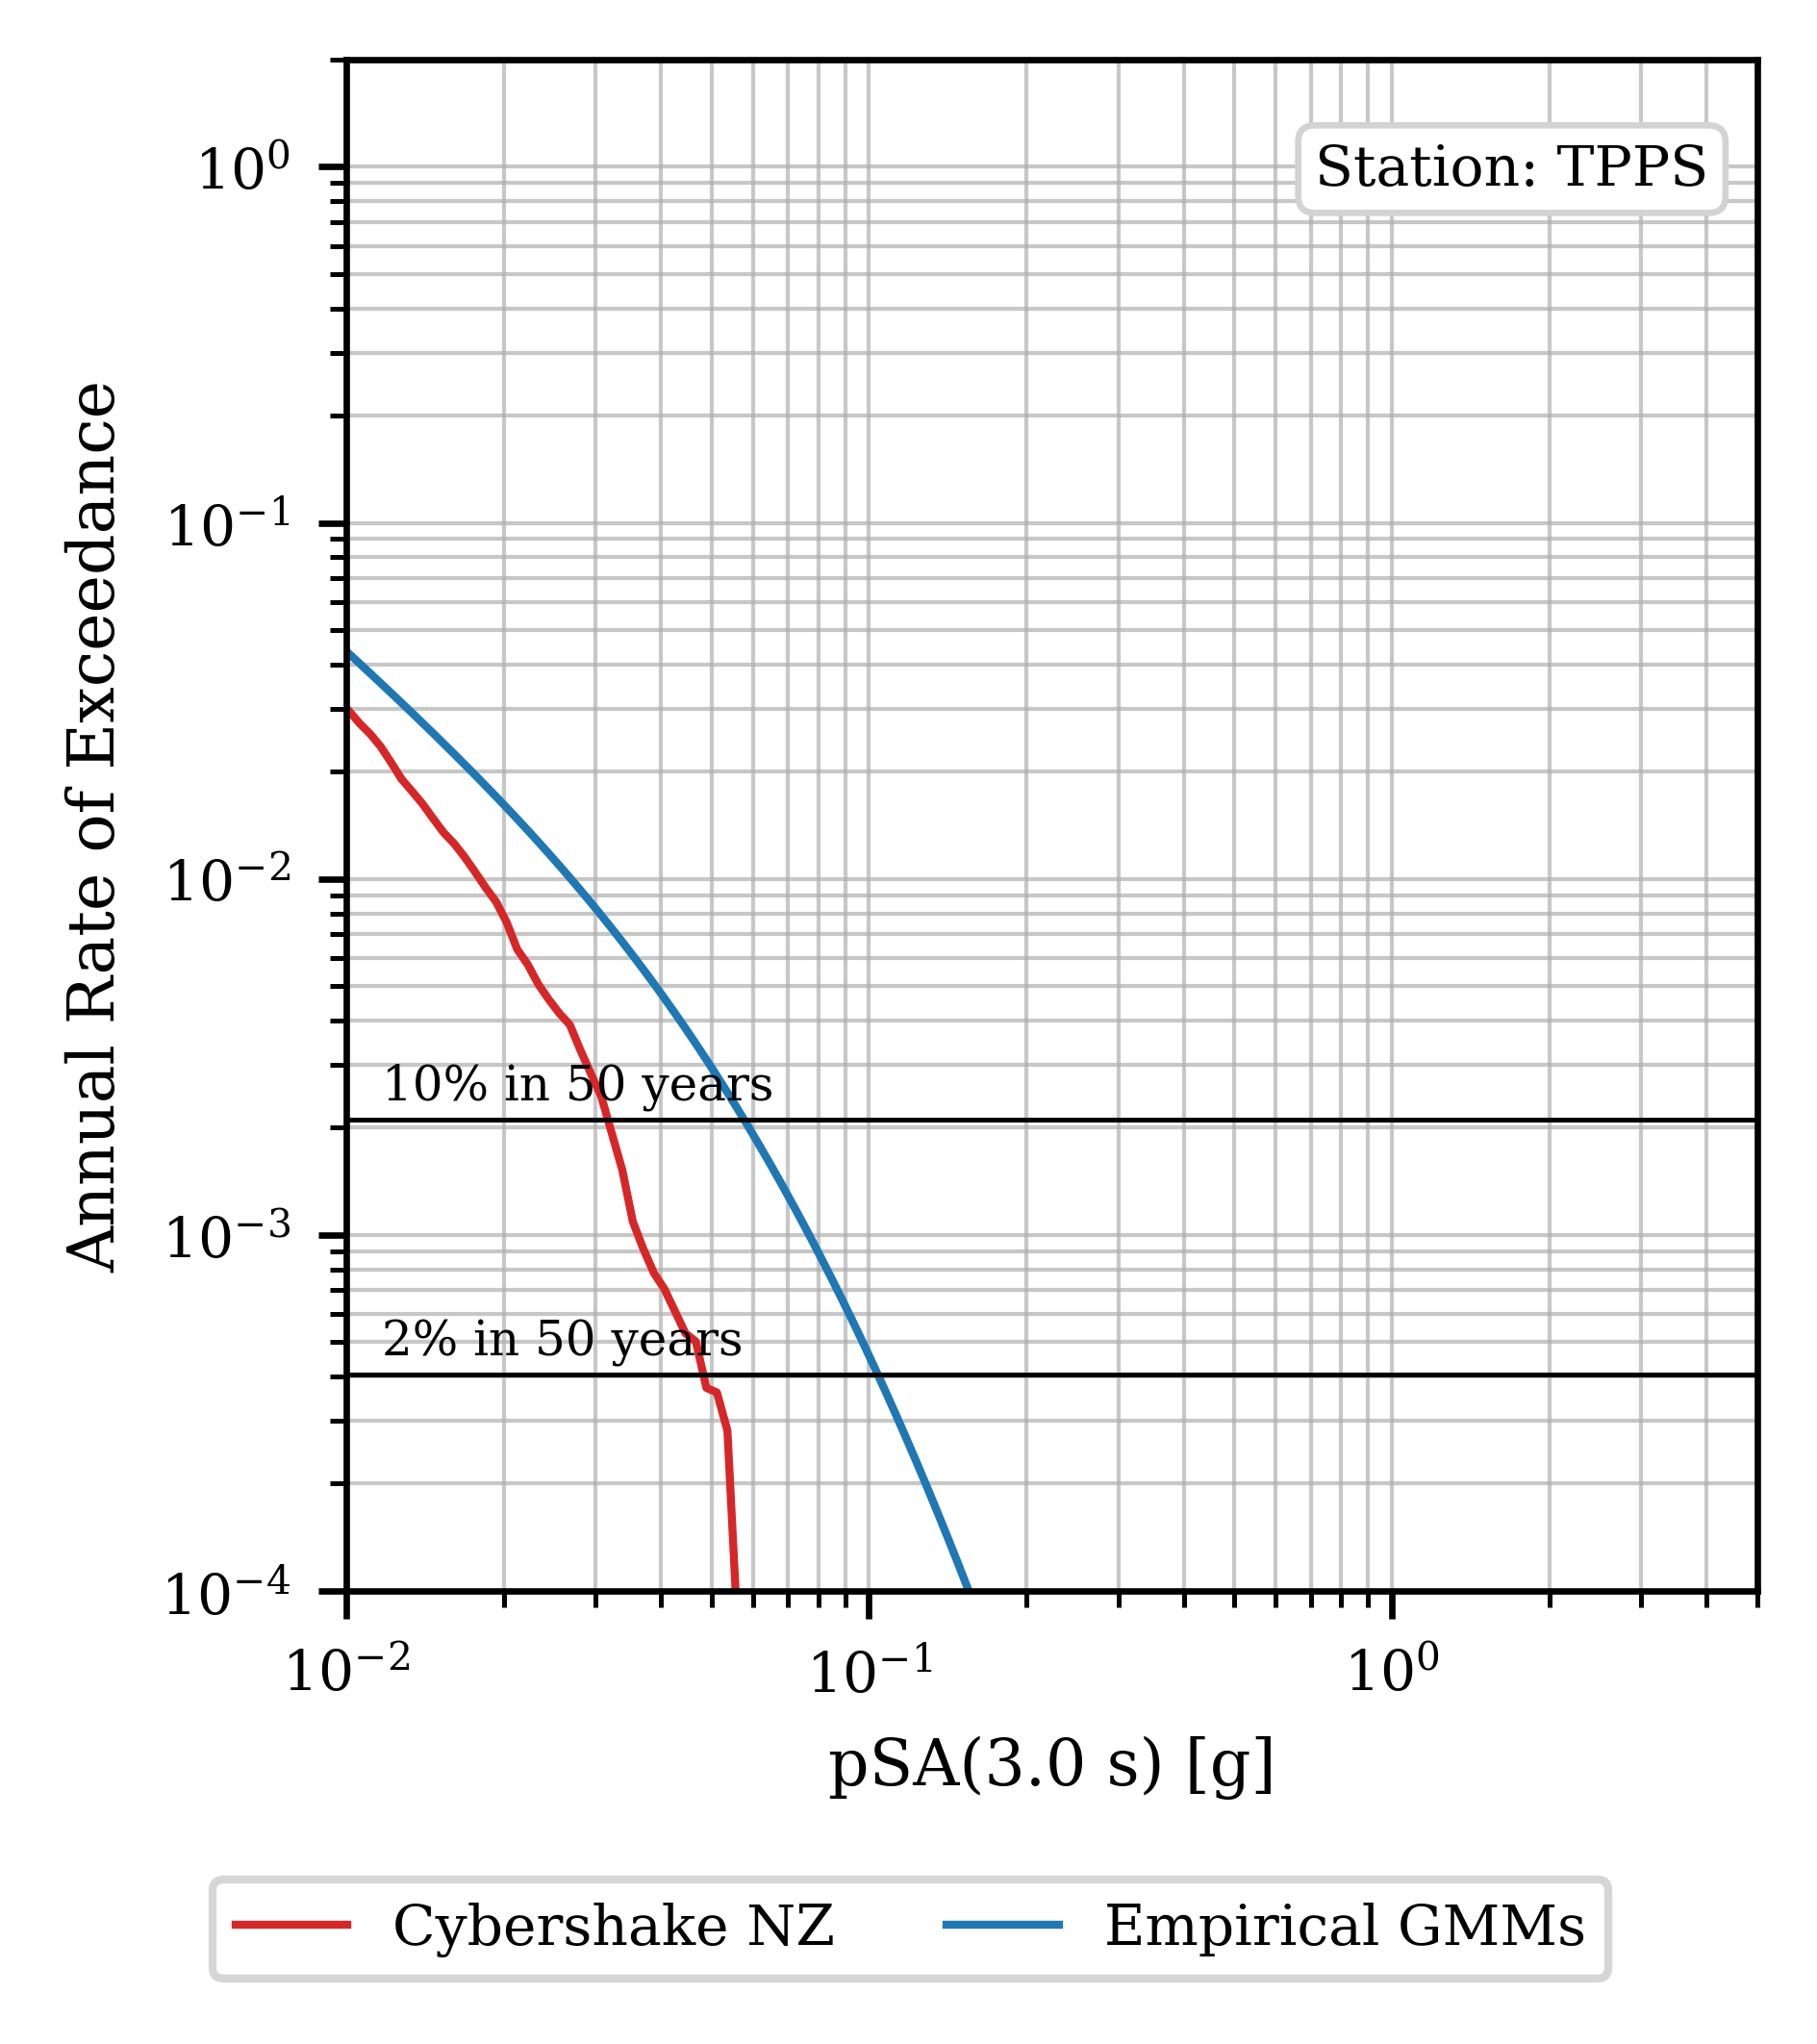 Station: TPPS
10⁰
10⁻¹
10⁻²
10⁻³
10⁻⁴
Annual Rate of Exceedance
10% in 50 years
2% in 50 years
10⁻² 10⁻¹ 10⁰
pSA(3.0 s) [g]
Cybershake NZ Empirical GMMs